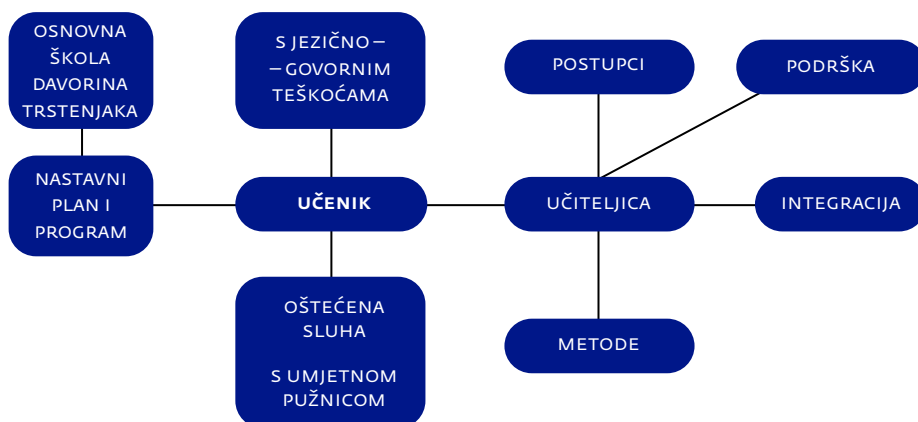 OSNOVNA
ŠKOLA
DAVORINA
TRSTENJAKA
S JEZIČNO –
– GOVORNIM
TEŠKOĆAMA
POSTUPCI
PODRŠKA
NASTAVNI
PLAN I
PROGRAM
UČENIK
UČITELJICA
INTEGRACIJA
OŠTEĆENA
SLUHA
S UMJETNOM
PUŽNICOM
METODE